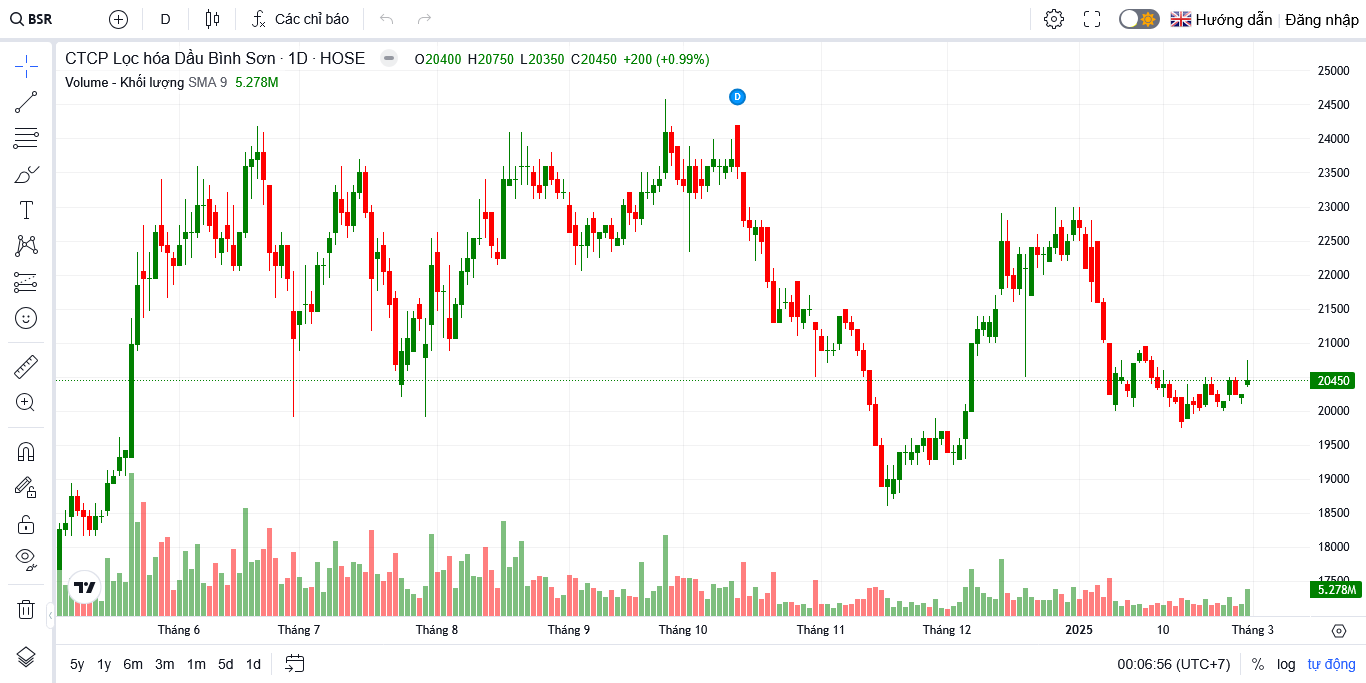 BSR D Các chỉ báo Hướng dẫn Đăng nhập
CTCP Lọc hóa Dầu Bình Sơn · 1D · HOSE O20400 H20750 L20350 C20450 +200 (+0.99%)
Volume - Khối lượng SMA 9 5.278M
D
25000
24500
24000
23500
23000
22500
22000
21500
21000
20450
20000
19500
19000
18500
18000
17500
5.278M
Tháng 6 Tháng 7 Tháng 8 Tháng 9 Tháng 10 Tháng 11 Tháng 12 2025 10 Tháng 3
5y 1y 6m 3m 1m 5d 1d 00:06:56 (UTC+7) % log tự động